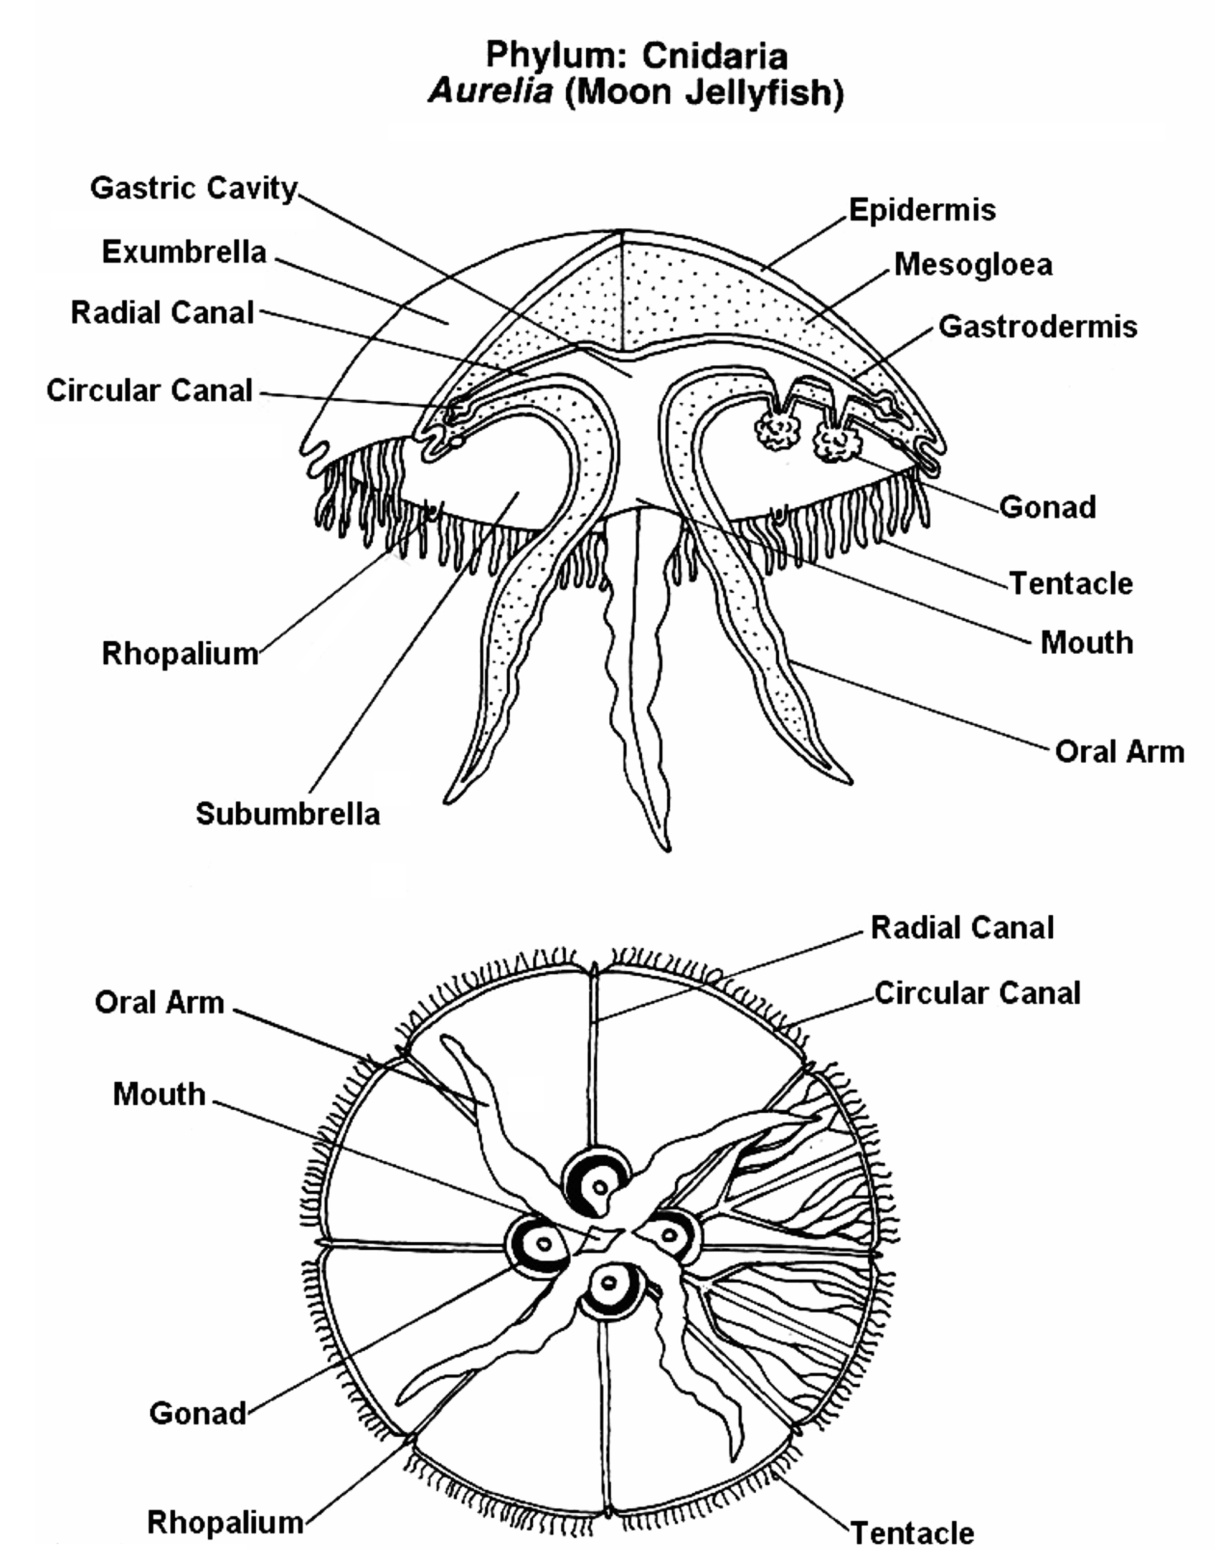 Phylum: Cnidaria
Aurelia (Moon Jellyfish)
Gastric Cavity
Exumbrella
Radial Canal
Circular Canal
Rhopalium
Subumbrella
Epidermis
Mesogloea
Gastrodermis
Gonad
Tentacle
Mouth
Oral Arm
Radial Canal
Circular Canal
Oral Arm
Mouth
Gonad
Rhopalium
Tentacle